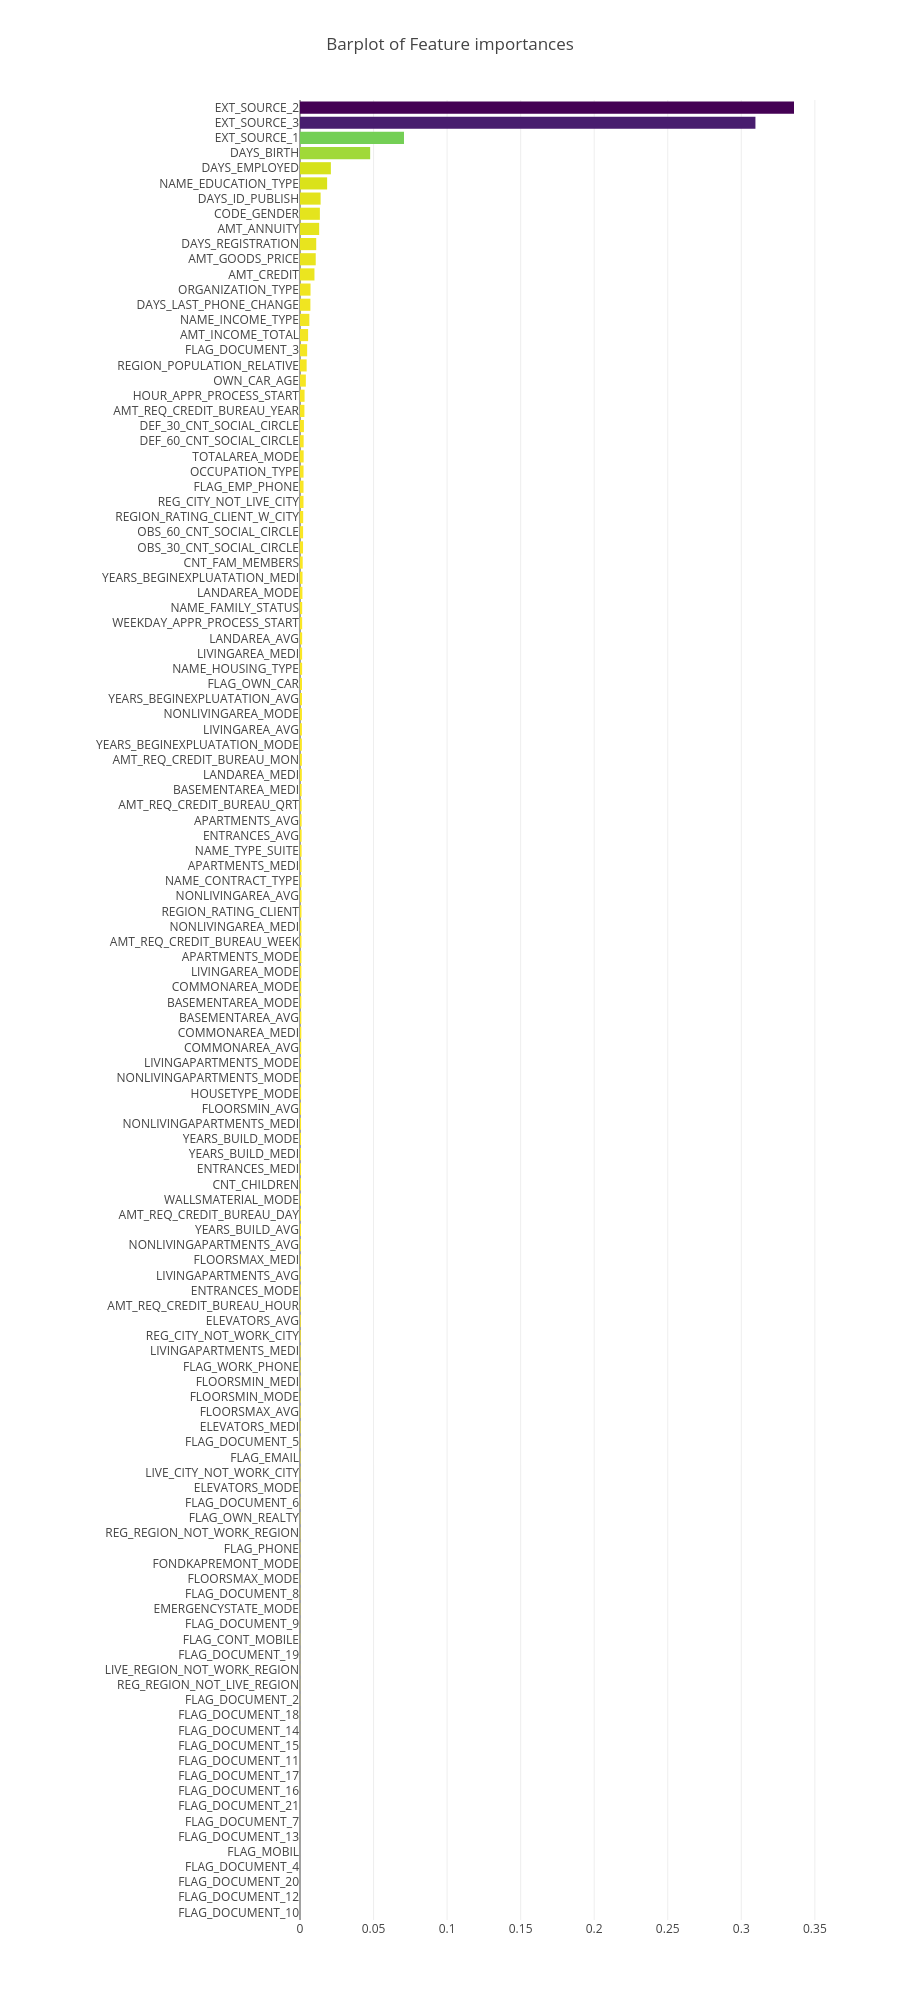 Barplot of Feature importances
EXT_SOURCE_2
EXT_SOURCE_3
EXT_SOURCE_1
DAYS_BIRTH
DAYS_EMPLOYED
NAME_EDUCATION_TYPE
DAYS_ID_PUBLISH
CODE_GENDER
AMT_ANNUITY
DAYS_REGISTRATION
AMT_GOODS_PRICE
AMT_CREDIT
ORGANIZATION_TYPE
DAYS_LAST_PHONE_CHANGE
NAME_INCOME_TYPE
AMT_INCOME_TOTAL
FLAG_DOCUMENT_3
REGION_POPULATION_RELATIVE
OWN_CAR_AGE
HOUR_APPR_PROCESS_START
AMT_REQ_CREDIT_BUREAU_YEAR
DEF_30_CNT_SOCIAL_CIRCLE
DEF_60_CNT_SOCIAL_CIRCLE
TOTALAREA_MODE
OCCUPATION_TYPE
FLAG_EMP_PHONE
REG_CITY_NOT_LIVE_CITY
REGION_RATING_CLIENT_W_CITY
OBS_60_CNT_SOCIAL_CIRCLE
OBS_30_CNT_SOCIAL_CIRCLE
CNT_FAM_MEMBERS
YEARS_BEGINEXPLUATATION_MEDI
LANDAREA_MODE
NAME_FAMILY_STATUS
WEEKDAY_APPR_PROCESS_START
LANDAREA_AVG
LIVINGAREA_MEDI
NAME_HOUSING_TYPE
FLAG_OWN_CAR
YEARS_BEGINEXPLUATATION_AVG
NONLIVINGAREA_MODE
LIVINGAREA_AVG
YEARS_BEGINEXPLUATATION_MODE
AMT_REQ_CREDIT_BUREAU_MON
LANDAREA_MEDI
BASEMENTAREA_MEDI
AMT_REQ_CREDIT_BUREAU_QRT
APARTMENTS_AVG
ENTRANCES_AVG
NAME_TYPE_SUITE
APARTMENTS_MEDI
NAME_CONTRACT_TYPE
NONLIVINGAREA_AVG
REGION_RATING_CLIENT
NONLIVINGAREA_MEDI
AMT_REQ_CREDIT_BUREAU_WEEK
APARTMENTS_MODE
LIVINGAREA_MODE
COMMONAREA_MODE
BASEMENTAREA_MODE
BASEMENTAREA_AVG
COMMONAREA_MEDI
COMMONAREA_AVG
LIVINGAPARTMENTS_MODE
NONLIVINGAPARTMENTS_MODE
HOUSETYPE_MODE
FLOORSMIN_AVG
NONLIVINGAPARTMENTS_MEDI
YEARS_BUILD_MODE
YEARS_BUILD_MEDI
ENTRANCES_MEDI
CNT_CHILDREN
WALLSMATERIAL_MODE
AMT_REQ_CREDIT_BUREAU_DAY
YEARS_BUILD_AVG
NONLIVINGAPARTMENTS_AVG
FLOORSMAX_MEDI
LIVINGAPARTMENTS_AVG
ENTRANCES_MODE
AMT_REQ_CREDIT_BUREAU_HOUR
ELEVATORS_AVG
REG_CITY_NOT_WORK_CITY
LIVINGAPARTMENTS_MEDI
FLAG_WORK_PHONE
FLOORSMIN_MEDI
FLOORSMIN_MODE
FLOORSMAX_AVG
ELEVATORS_MEDI
FLAG_DOCUMENT_5
FLAG_EMAIL
LIVE_CITY_NOT_WORK_CITY
ELEVATORS_MODE
FLAG_DOCUMENT_6
FLAG_OWN_REALTY
REG_REGION_NOT_WORK_REGION
FLAG_PHONE
FONDKAPREMONT_MODE
FLOORSMAX_MODE
FLAG_DOCUMENT_8
EMERGENCYSTATE_MODE
FLAG_DOCUMENT_9
FLAG_CONT_MOBILE
FLAG_DOCUMENT_19
LIVE_REGION_NOT_WORK_REGION
REG_REGION_NOT_LIVE_REGION
FLAG_DOCUMENT_2
FLAG_DOCUMENT_18
FLAG_DOCUMENT_14
FLAG_DOCUMENT_15
FLAG_DOCUMENT_11
FLAG_DOCUMENT_17
FLAG_DOCUMENT_16
FLAG_DOCUMENT_21
FLAG_DOCUMENT_7
FLAG_DOCUMENT_13
FLAG_MOBIL
FLAG_DOCUMENT_4
FLAG_DOCUMENT_20
FLAG_DOCUMENT_12
FLAG_DOCUMENT_10
0 0.05 0.1 0.15 0.2 0.25 0.3 0.35